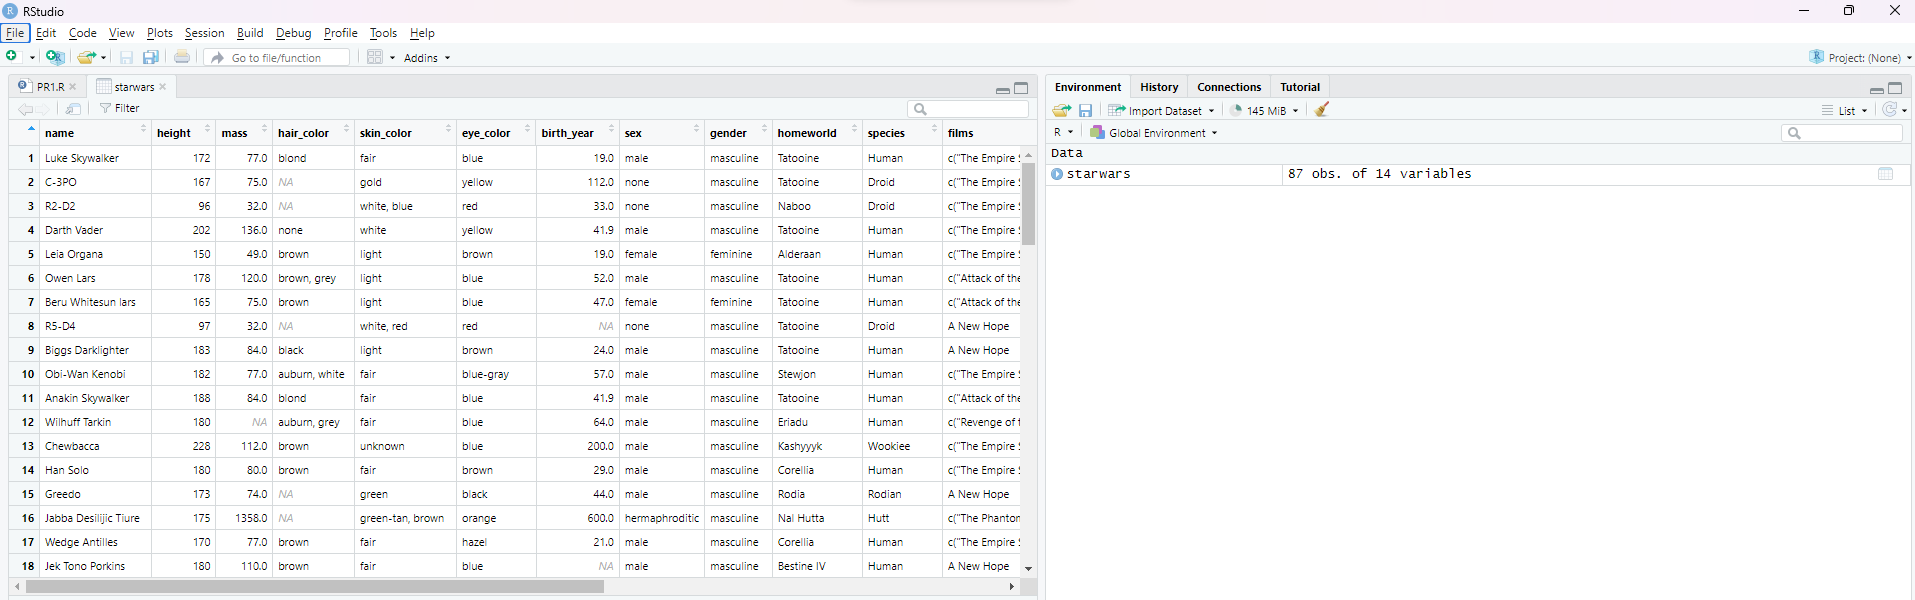 RStudio
File Edit Code View Plots Session Build Debug Profile Tools Help
Go to file/function Addins Project: (None)
PR1.R starwars
Filter
name height mass hair_color skin_color eye_color birth_year sex gender homeworld species films
1 Luke Skywalker 172 77.0 blond fair blue 19.0 male masculine Tatooine Human c("The Empire S
2 C-3PO 167 75.0 NA gold yellow 112.0 none masculine Tatooine Droid c("The Empire S
3 R2-D2 96 32.0 NA white, blue red 33.0 none masculine Naboo Droid c("The Empire S
4 Darth Vader 202 136.0 none white yellow 41.9 male masculine Tatooine Human c("The Empire S
5 Leia Organa 150 49.0 brown light brown 19.0 female feminine Alderaan Human c("The Empire S
6 Owen Lars 178 120.0 brown, grey light blue 52.0 male masculine Tatooine Human c("Attack of the
7 Beru Whitesun lars 165 75.0 brown light blue 47.0 female feminine Tatooine Human c("Attack of the
8 R5-D4 97 32.0 NA white, red red NA none masculine Tatooine Droid A New Hope
9 Biggs Darklighter 183 84.0 black light brown 24.0 male masculine Tatooine Human A New Hope
10 Obi-Wan Kenobi 182 77.0 auburn, white fair blue-gray 57.0 male masculine Stewjon Human c("The Empire S
11 Anakin Skywalker 188 84.0 blond fair blue 41.9 male masculine Tatooine Human c("Attack of the
12 Wilhuff Tarkin 180 NA auburn, grey fair blue 64.0 male masculine Eriadu Human c("Revenge of t
13 Chewbacca 228 112.0 brown unknown blue 200.0 male masculine Kashyyyk Wookiee c("The Empire S
14 Han Solo 180 80.0 brown fair brown 29.0 male masculine Corellia Human c("The Empire S
15 Greedo 173 74.0 NA green black 44.0 male masculine Rodia Rodian A New Hope
16 Jabba Desilijic Tiure 175 1358.0 NA green-tan, brown orange 600.0 hermaphroditic masculine Nal Hutta Hutt c("The Phantom
17 Wedge Antilles 170 77.0 brown fair hazel 21.0 male masculine Corellia Human c("The Empire S
18 Jek Tono Porkins 180 110.0 brown fair blue NA male masculine Bestine IV Human A New Hope
Environment History Connections Tutorial
Import Dataset 145 MiB List
R Global Environment
Data
starwars 87 obs. of 14 variables